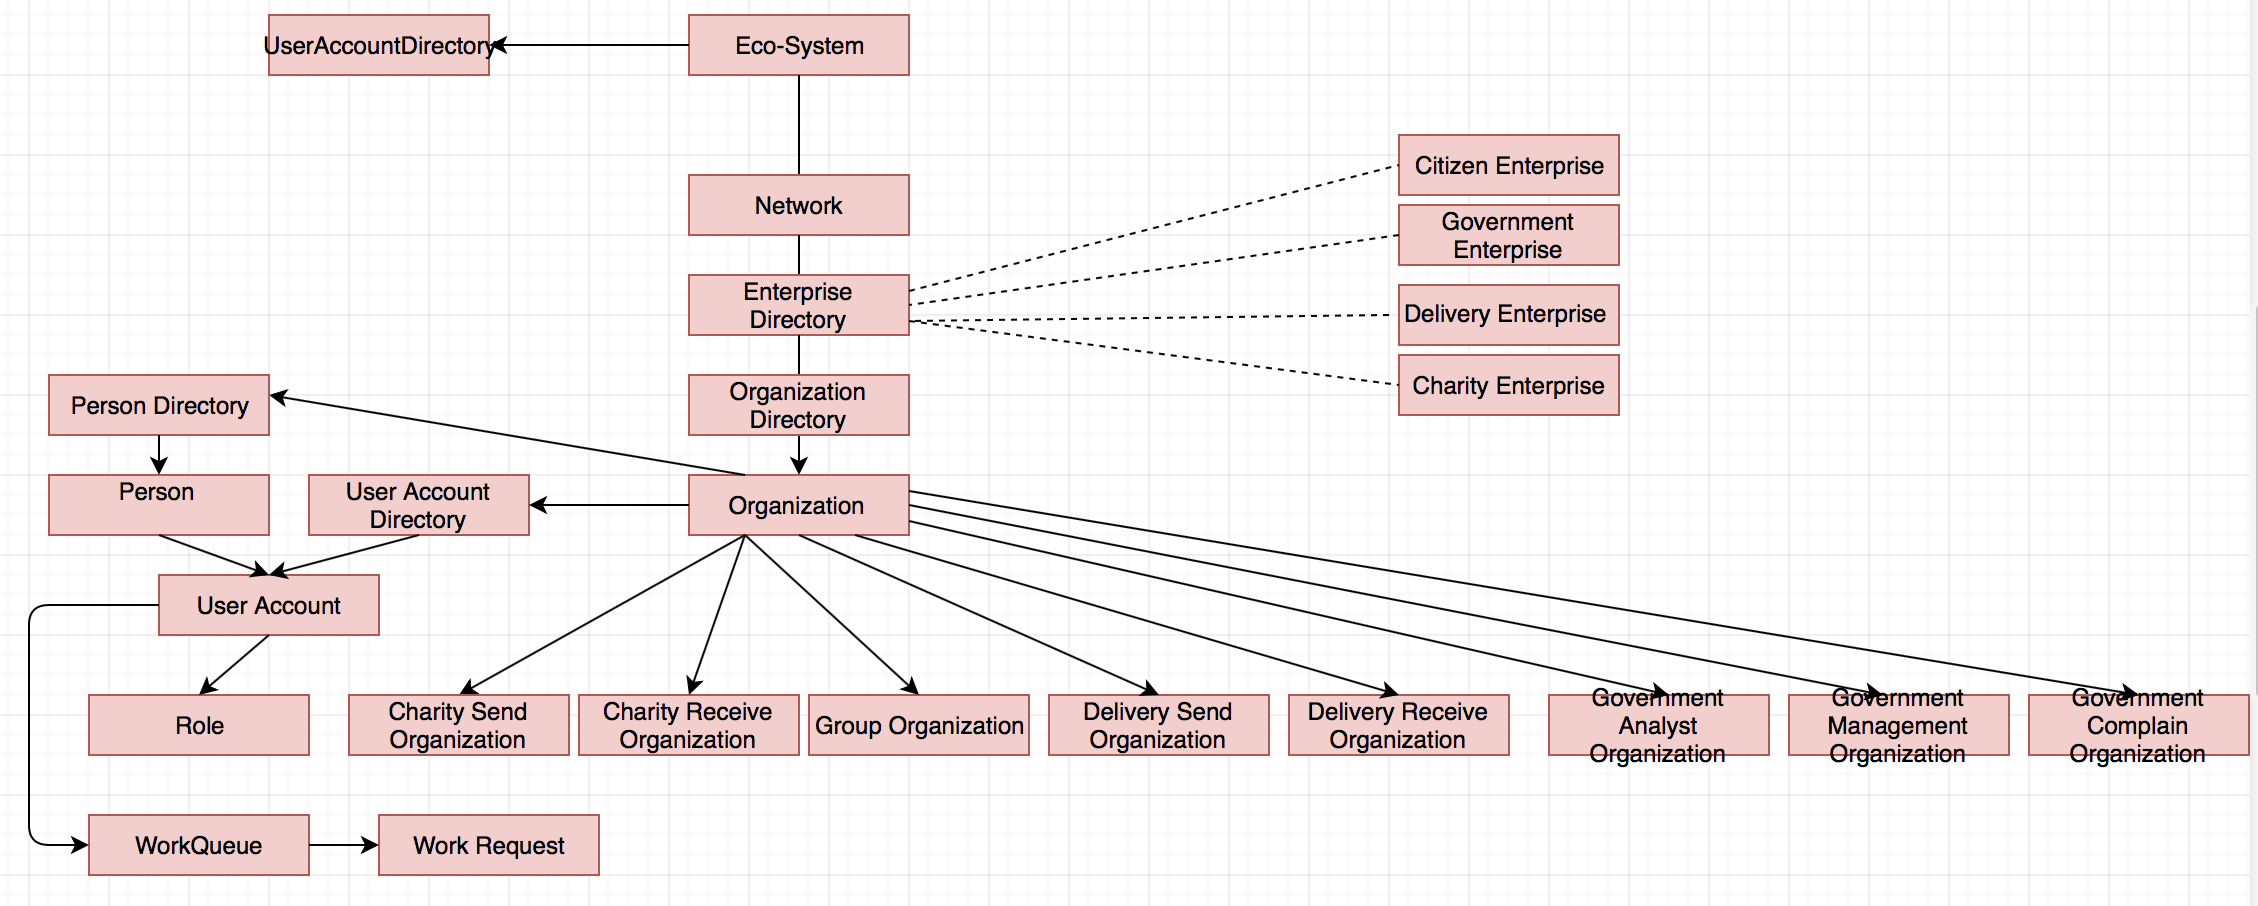 UserAccountDirectory
Eco-System
Citizen Enterprise
Network
Government
Enterprise
Enterprise
Directory
Delivery Enterprise
Charity Enterprise
Person Directory
Organization
Directory
Person
User Account
Directory
Organization
User Account
Role
Charity Send
Organization
Charity Receive
Organization
Group Organization
Delivery Send
Organization
Delivery Receive
Organization
Government
Analyst
Organization
Government
Management
Organization
Government
Complain
Organization
WorkQueue
Work Request